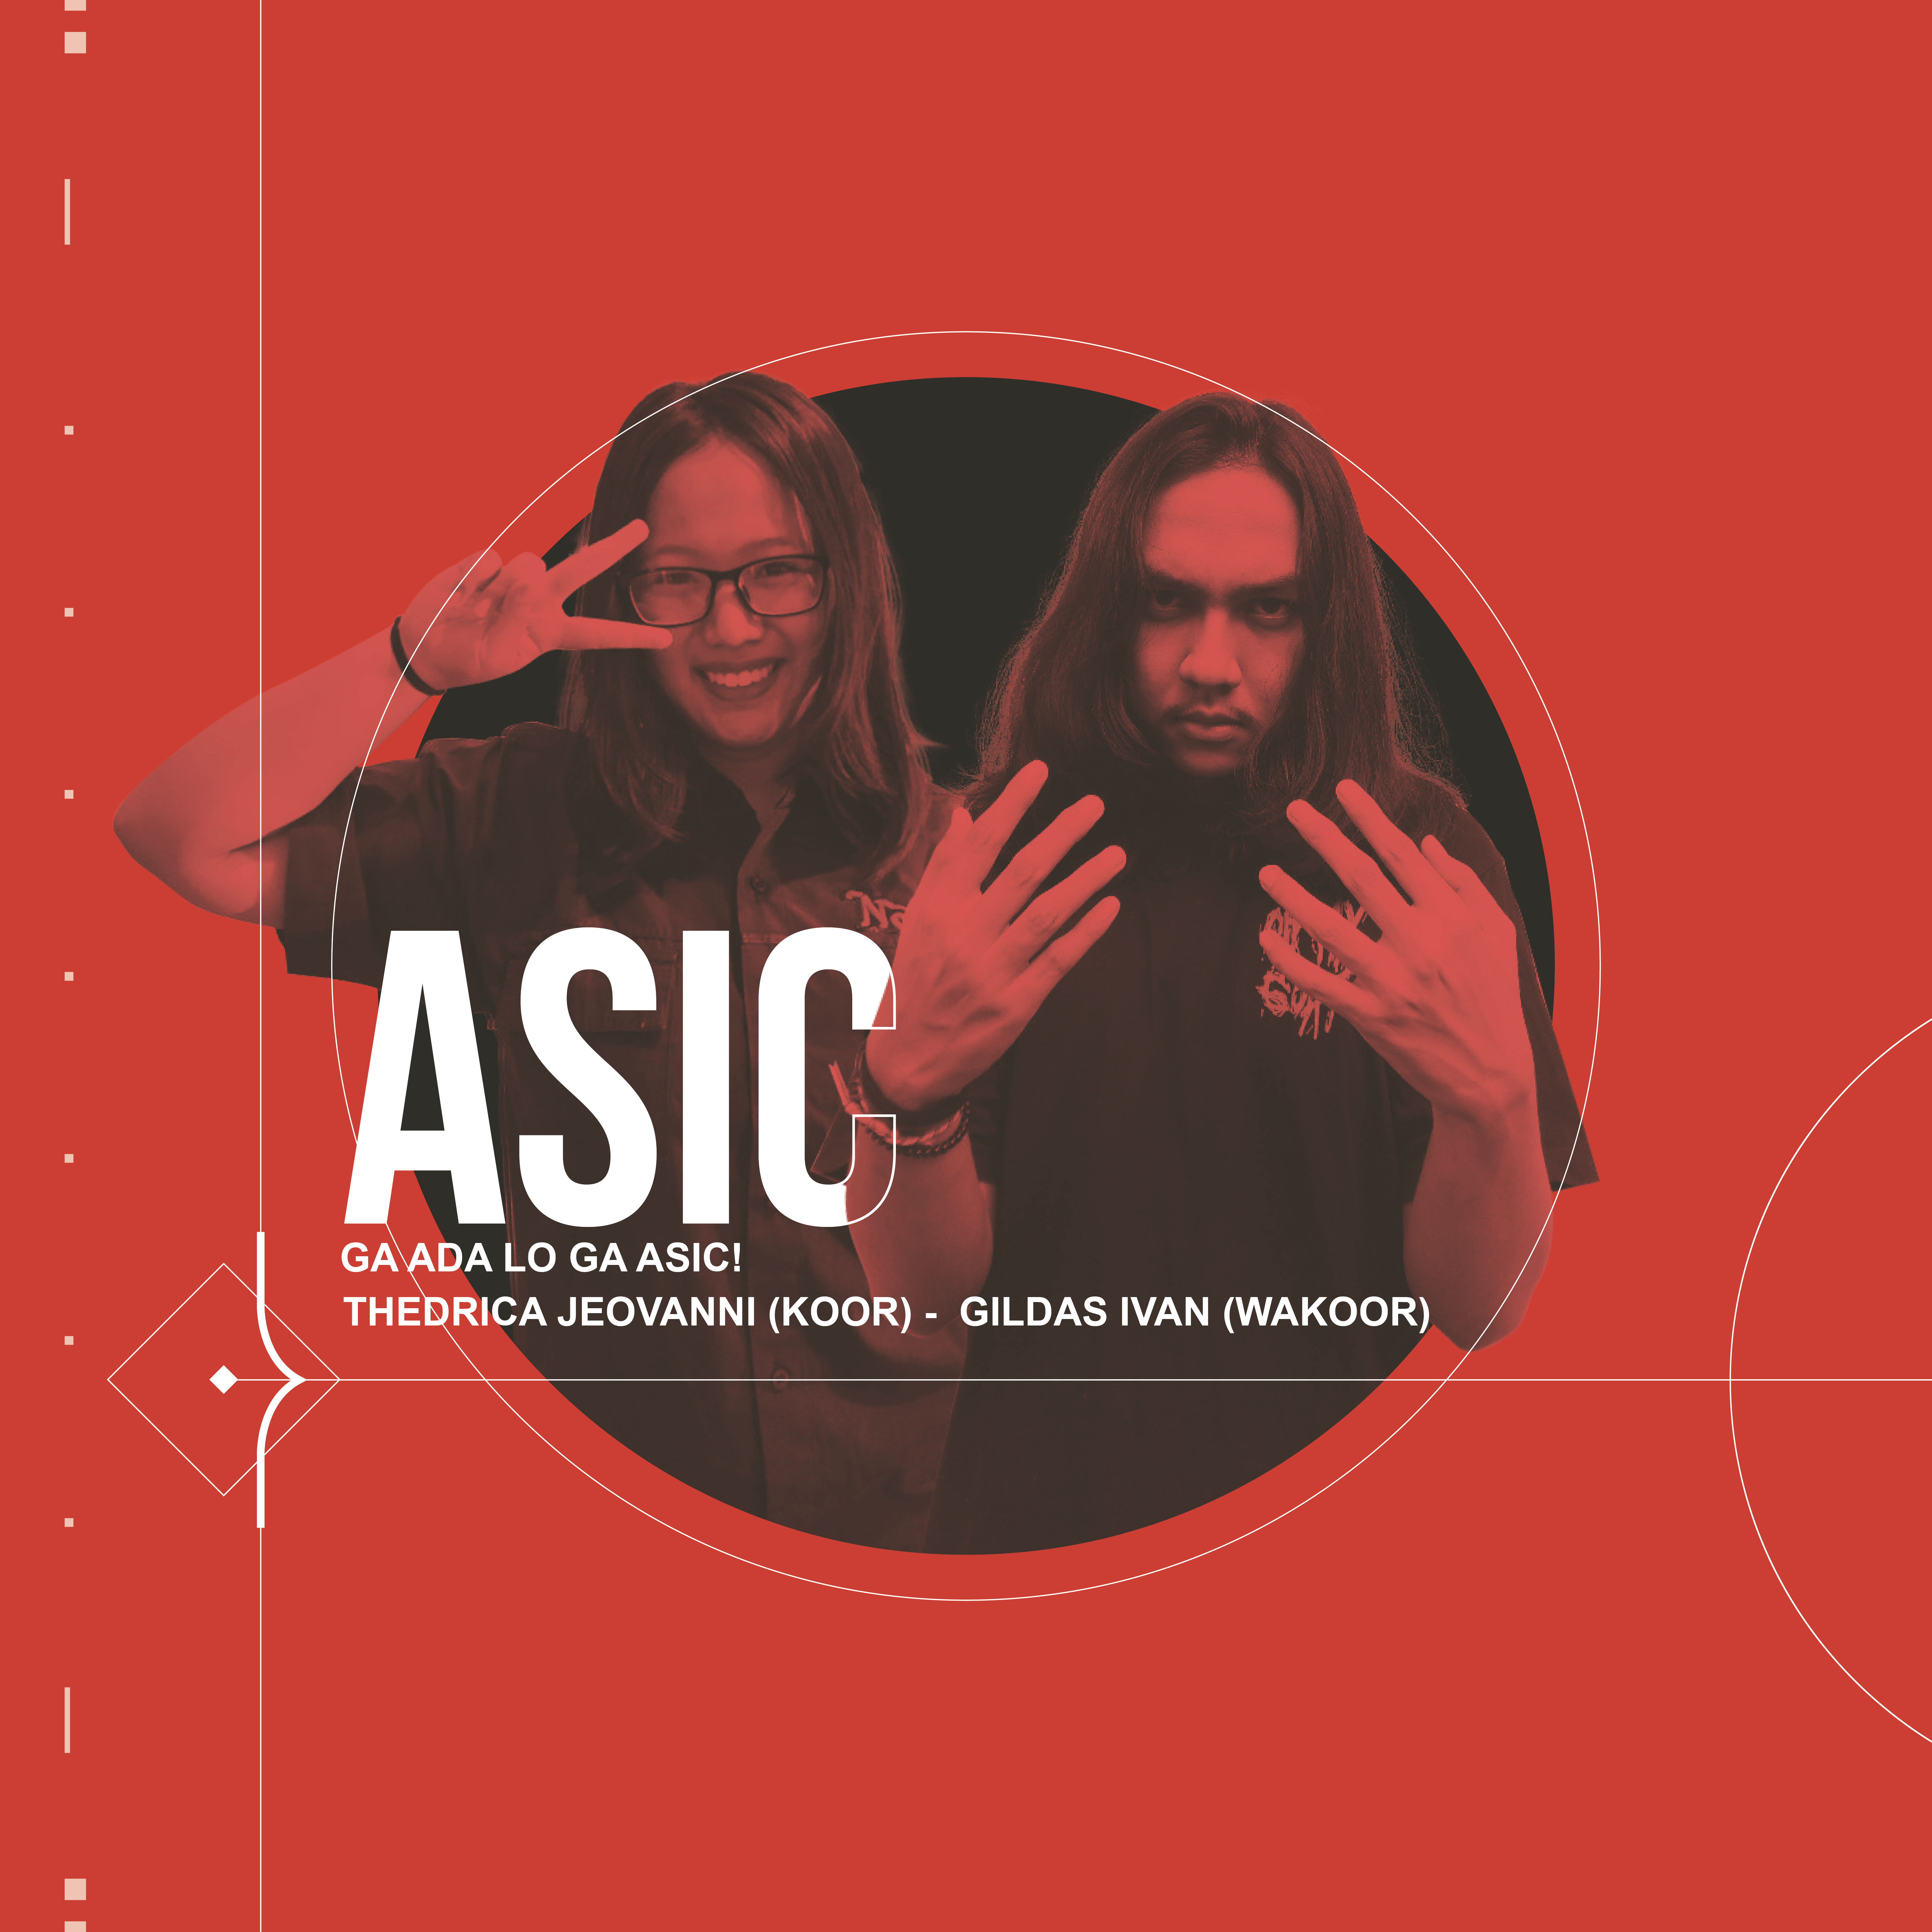 ASIC
GA ADA LO GA ASIC!
THEDRICA JEOVANNI (KOOR) - GILDAS IVAN (WAKOOR)